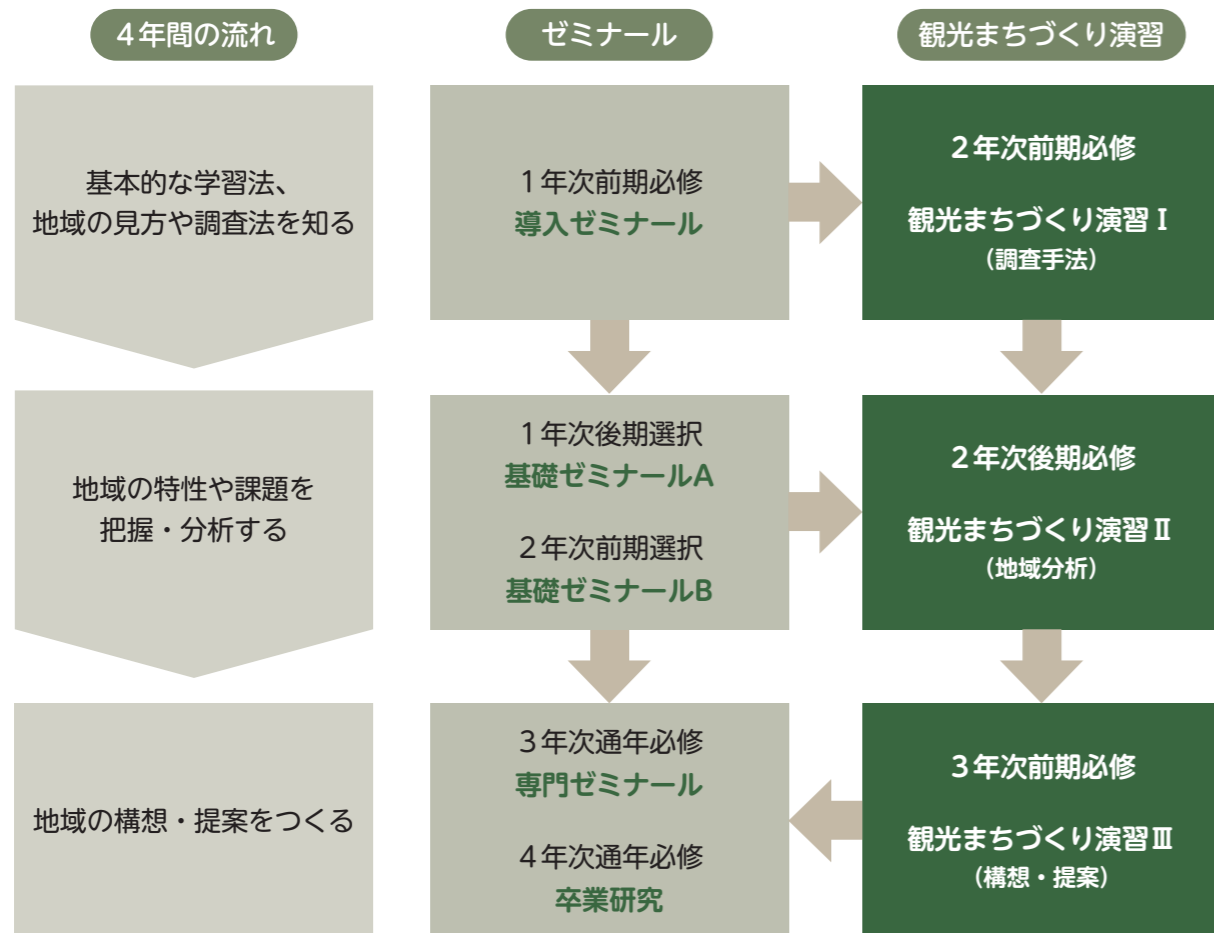 4年間の流れ
ゼミナール
観光まちづくり演習
基本的な学習法、
地域の見方や調査法を知る
1年次前期必修
導入ゼミナール
2年次前期必修
観光まちづくり演習Ⅰ
（調査手法）
地域の特性や課題を
把握・分析する
1年次後期選択
基礎ゼミナールA
2年次前期選択
基礎ゼミナールB
2年次後期必修
観光まちづくり演習Ⅱ
（地域分析）
地域の構想・提案をつくる
3年次通年必修
専門ゼミナール
4年次通年必修
卒業研究
3年次前期必修
観光まちづくり演習Ⅲ
（構想・提案）